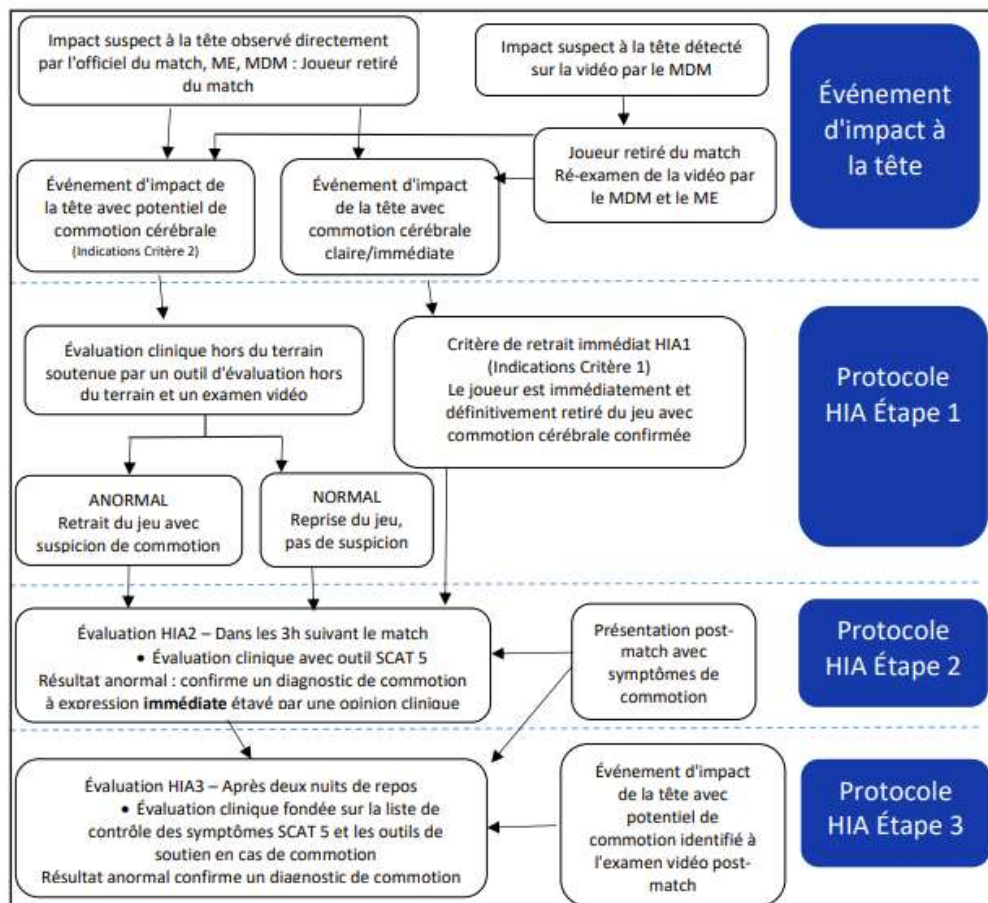 Impact suspect à la tête observé directement
par l'officiel du match, ME, MDM : Joueur retiré
du match
Impact suspect à la tête détecté
sur la vidéo par le MDM
Événement
d'impact à
la tête
Joueur retiré du match
Ré-examen de la vidéo par
le MDM et le ME
Événement d'impact de
la tête avec potentiel de
commotion cérébrale
(Indications Critère 2)
Événement d'impact
de la tête avec
commotion cérébrale
claire/immédiate
Évaluation clinique hors du terrain
soutenue par un outil d'évaluation hors
du terrain et un examen vidéo
Critère de retrait immédiat HIA1
(Indications Critère 1)
Le joueur est immédiatement et
définitivement retiré du jeu avec
commotion cérébrale confirmée
Protocole
HIA Étape 1
ANORMAL
Retrait du jeu avec
suspicion de commotion
NORMAL
Reprise du jeu,
pas de suspicion
Évaluation HIA2 – Dans les 3h suivant le match
• Évaluation clinique avec outil SCAT 5
Résultat anormal : confirme un diagnostic de commotion
à expression immédiate étavé par une opinion clinique
Présentation post-
match avec
symptômes de
commotion
Protocole
HIA Étape 2
Évaluation HIA3 – Après deux nuits de repos
• Évaluation clinique fondée sur la liste de
contrôle des symptômes SCAT 5 et les outils de
soutien en cas de commotion
Résultat anormal confirme un diagnostic de commotion
Événement d'impact
de la tête avec
potentiel de
commotion identifié à
l'examen vidéo post-
match
Protocole
HIA Étape 3